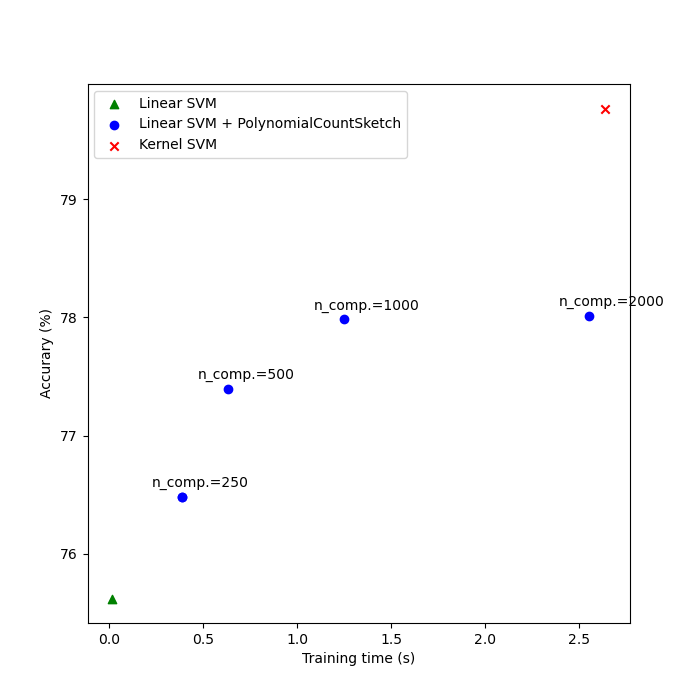 Linear SVM
Linear SVM + PolynomialCountSketch
Kernel SVM
79
78
77
76
Accurary (%)
n_comp.=2000
n_comp.=1000
n_comp.=500
n_comp.=250
0.0 0.5 1.0 1.5 2.0 2.5
Training time (s)